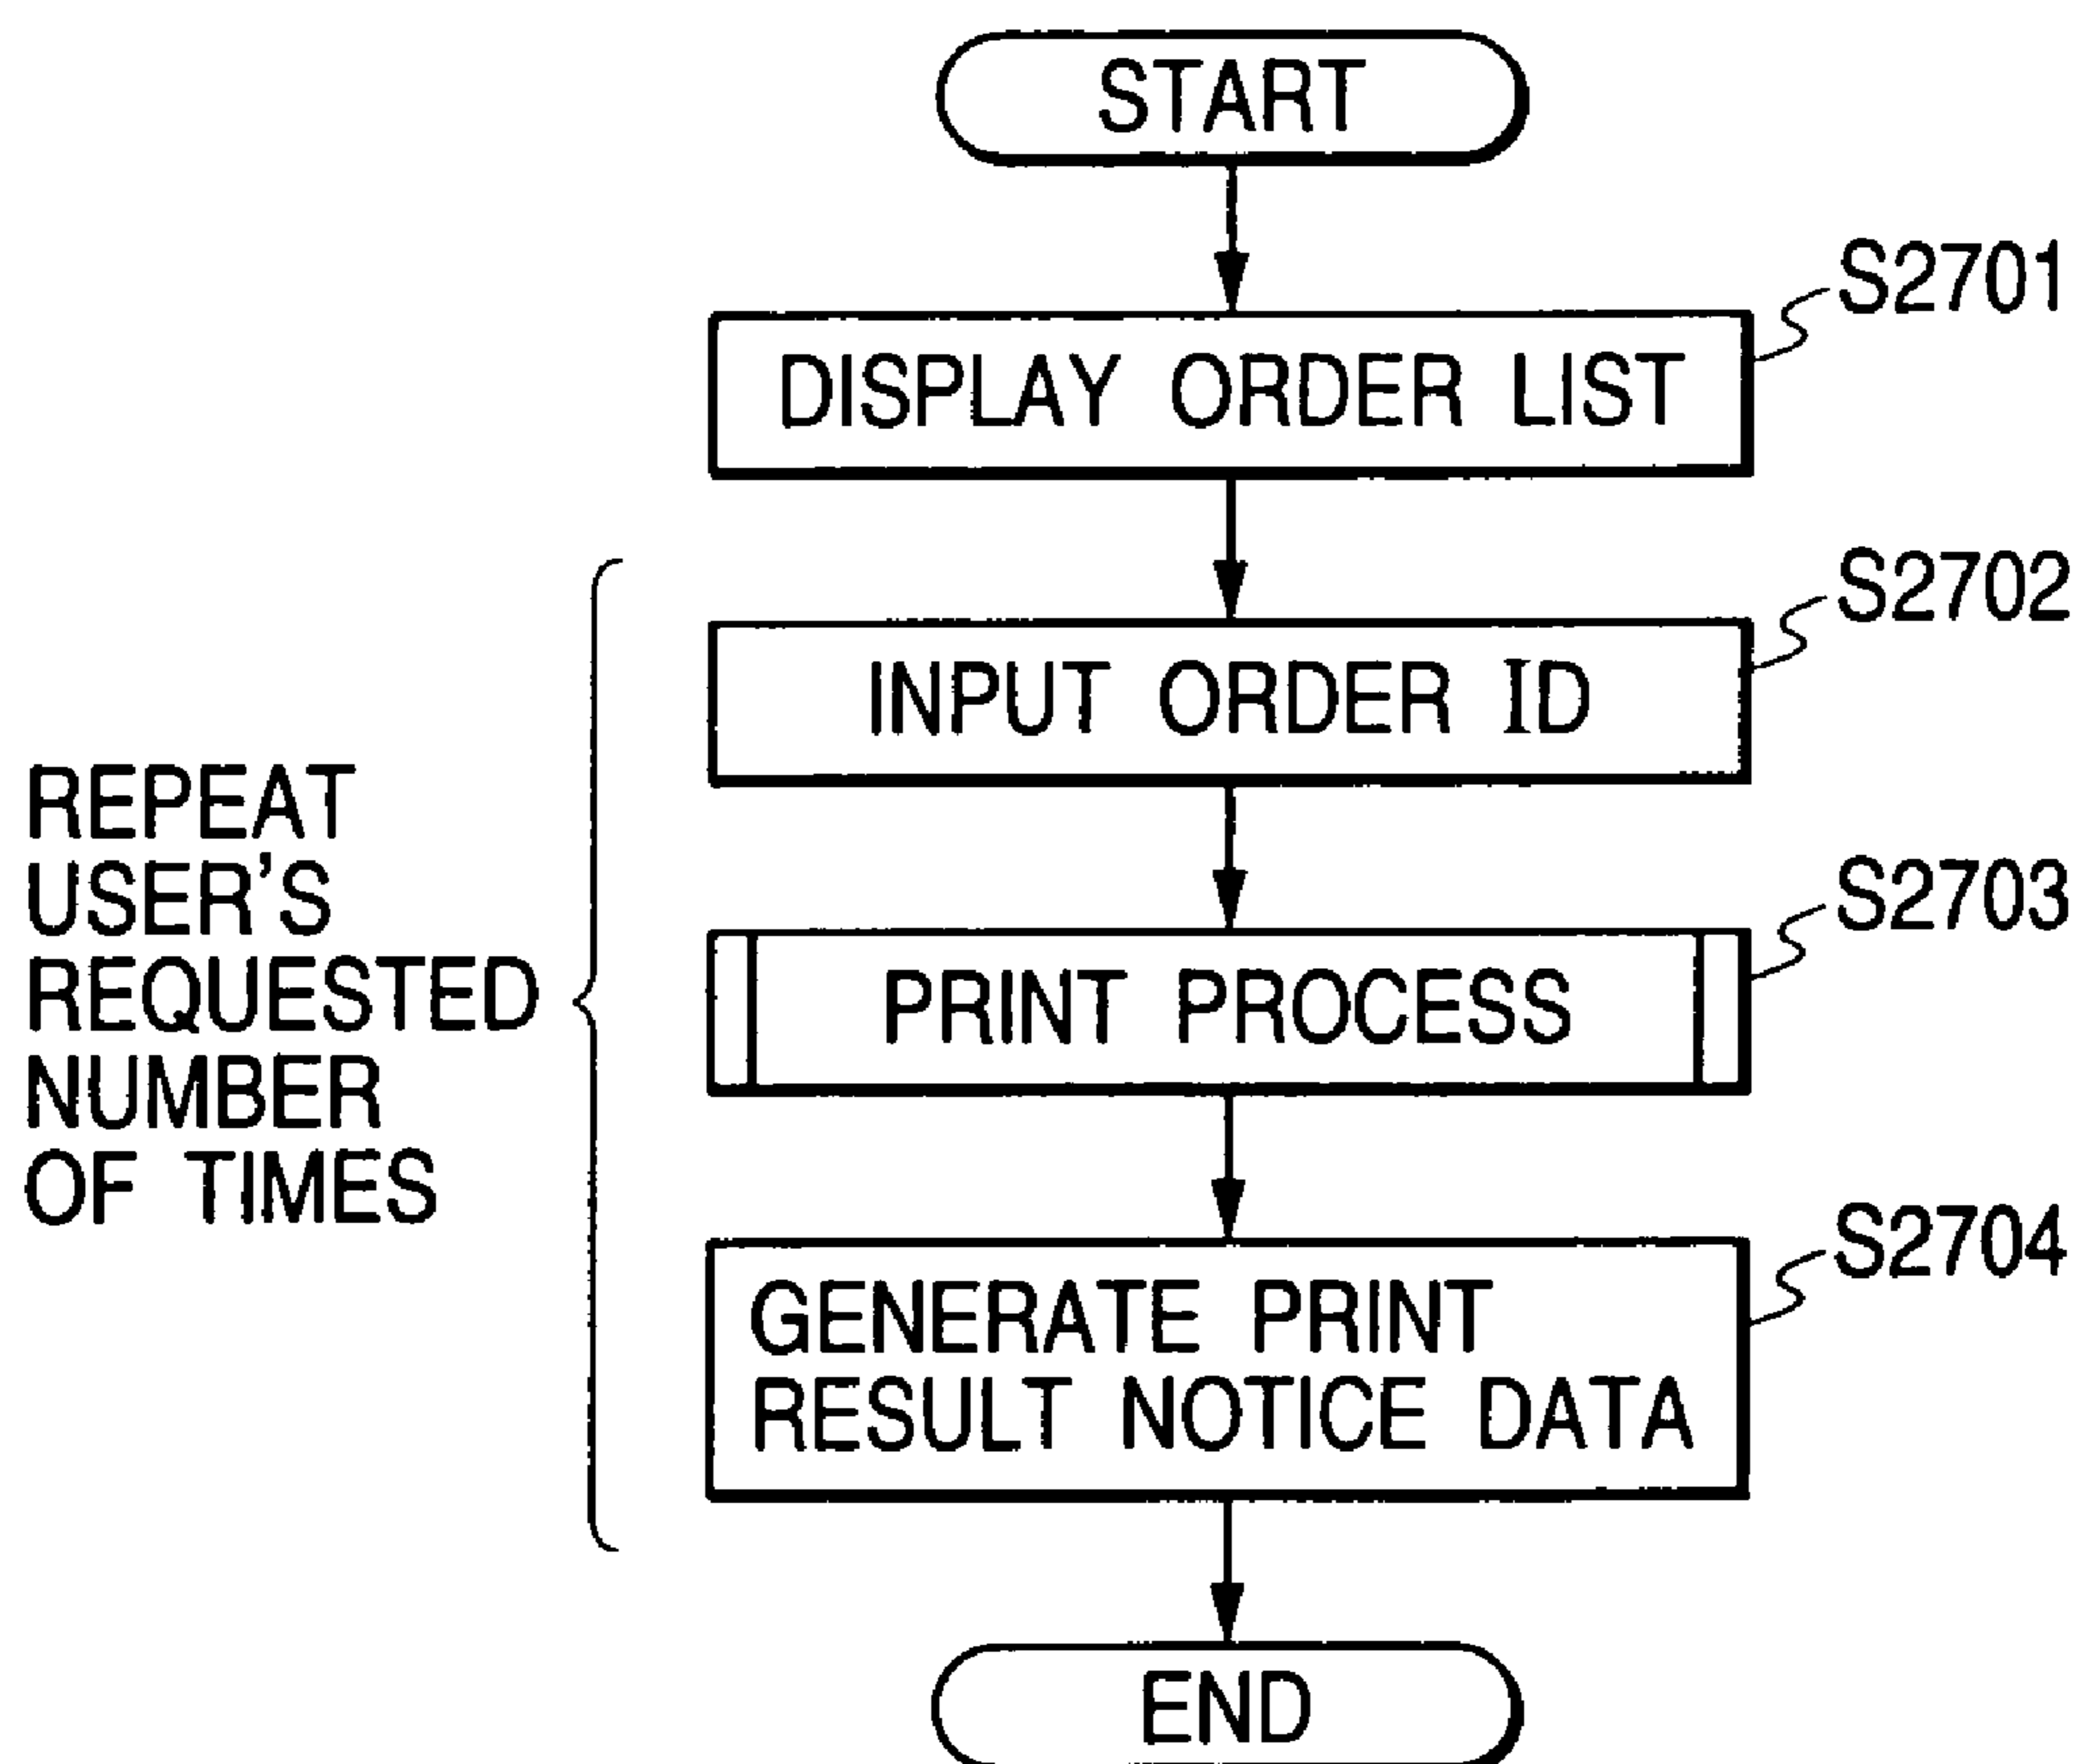 START
S2701
DISPLAY ORDER LIST
S2702
INPUT ORDER ID
REPEAT
USER'S
REQUESTED
NUMBER
OF TIMES
S2703
PRINT PROCESS
S2704
GENERATE PRINT
RESULT NOTICE DATA
END